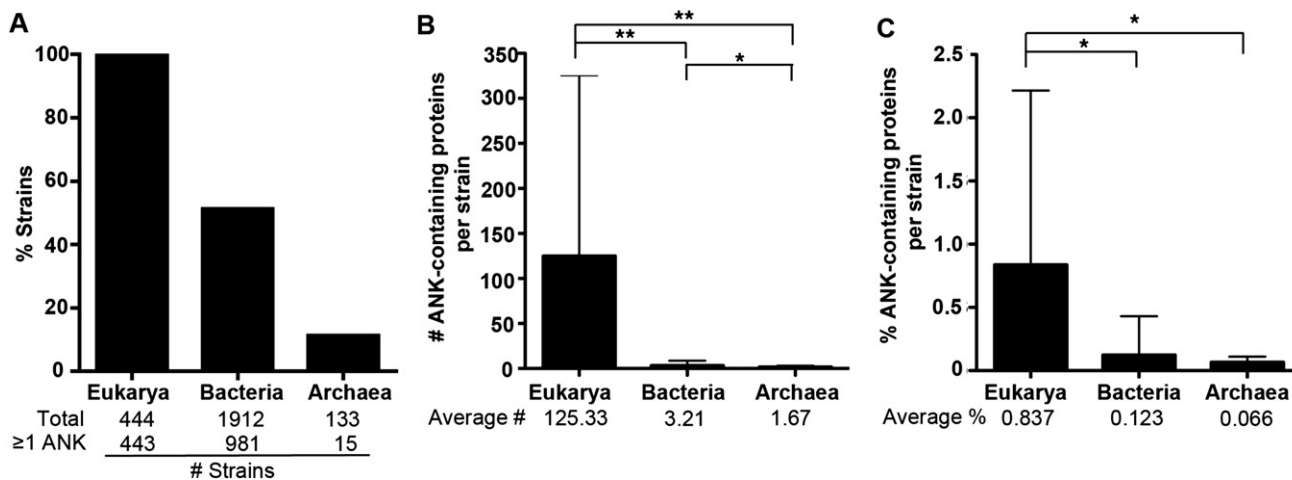 A
% Strains
100
80
60
40
20
0
Eukarya Bacteria Archaea
Total 444 1912 133
≥1 ANK 443 981 15
# Strains
B
# ANK-containing proteins
per strain
**
**
*
350
300
250
200
150
100
50
0
Eukarya Bacteria Archaea
Average # 125.33 3.21 1.67
C
% ANK-containing proteins
per strain
*
*
2.5
2.0
1.5
1.0
0.5
0
Eukarya Bacteria Archaea
Average % 0.837 0.123 0.066